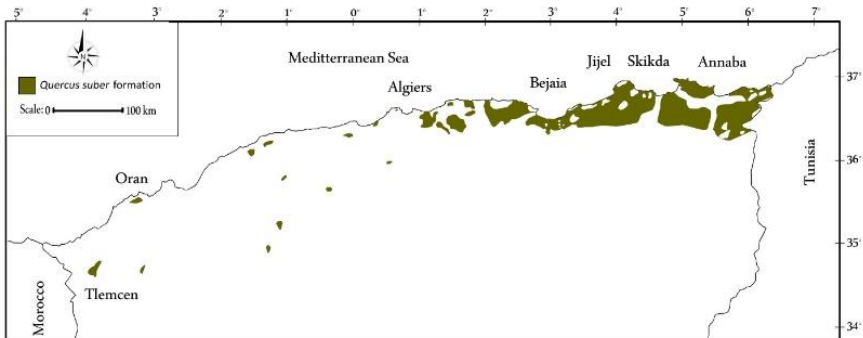 5° 4° 3° 2° 1° 0° 1° 2° 3° 4° 5° 6° 7°
N
Mediterranean Sea
Jijel Skikda Annaba
Quercus suber formation
Algiers
Bejaia
Scale: 0 100 km
Tunisia
36°
Oran
35°
Tlemcen
Morocco
34°